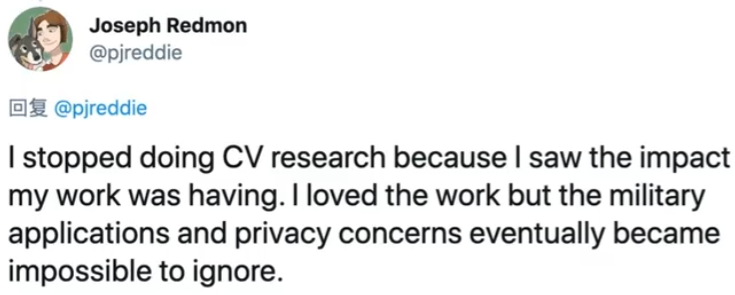 Joseph Redmon
@pjreddie
回复 @pjreddie
I stopped doing CV research because I saw the impact
my work was having. I loved the work but the military
applications and privacy concerns eventually became
impossible to ignore.